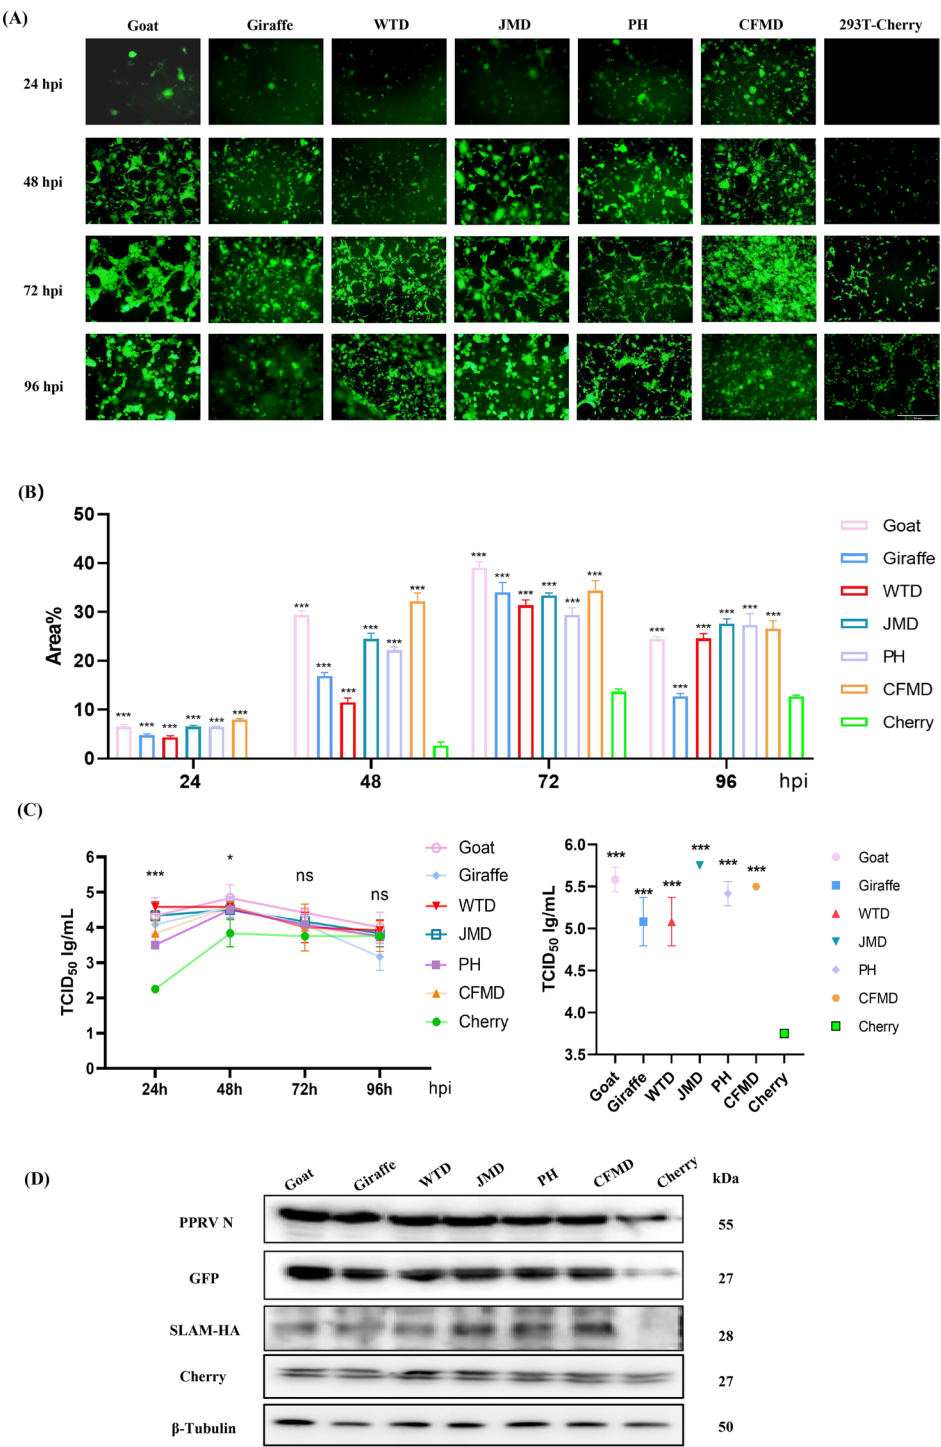 (A)
Goat Giraffe WTD JMD PH CFMD 293T-Cherry
24 hpi
48 hpi
72 hpi
96 hpi
(B)
50
40
30
20
10
0
Area%
*** *** *** *** *** ***
*** *** *** *** *** ***
*** *** *** *** *** ***
*** *** *** *** *** ***
24 48 72 96 hpi
Goat
Giraffe
WTD
JMD
PH
CFMD
Cherry
(C)
6
5
4
3
2
1
0
TCID50 lg/mL
*** * ns ns
24h 48h 72h 96h hpi
Goat
Giraffe
WTD
JMD
PH
CFMD
Cherry
6.0
5.5
5.0
4.5
4.0
3.5
TCID50 lg/mL
*** *** *** *** *** ***
Goat Giraffe WTD JMD PH CFMD Cherry
Goat
Giraffe
WTD
JMD
PH
CFMD
Cherry
(D)
Goat Giraffe WTD JMD PH CFMD Cherry kDa
PPRV N 55
GFP 27
SLAM-HA 28
Cherry 27
β-Tubulin 50